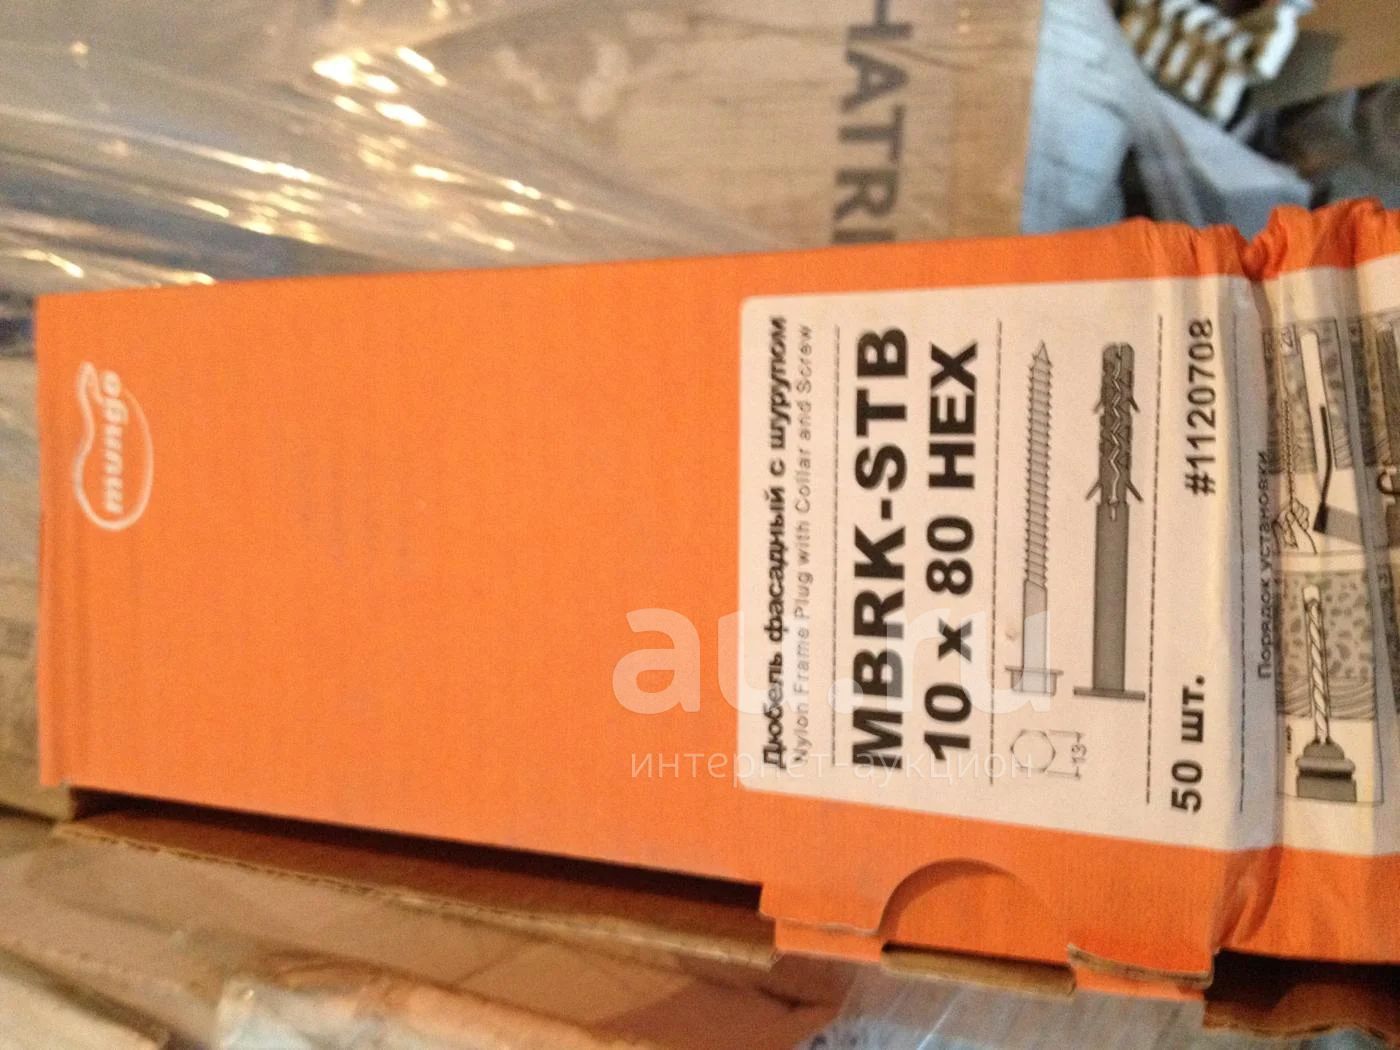 mungo
HATRI
Дюбель фасадный с шурупом
Nylon Frame Plug with Collar and Screw
MBRK-STB
10 x 80 HEX
13
50 шт.
#1120708
Порядок установки
au.ru
интернет-аукцион